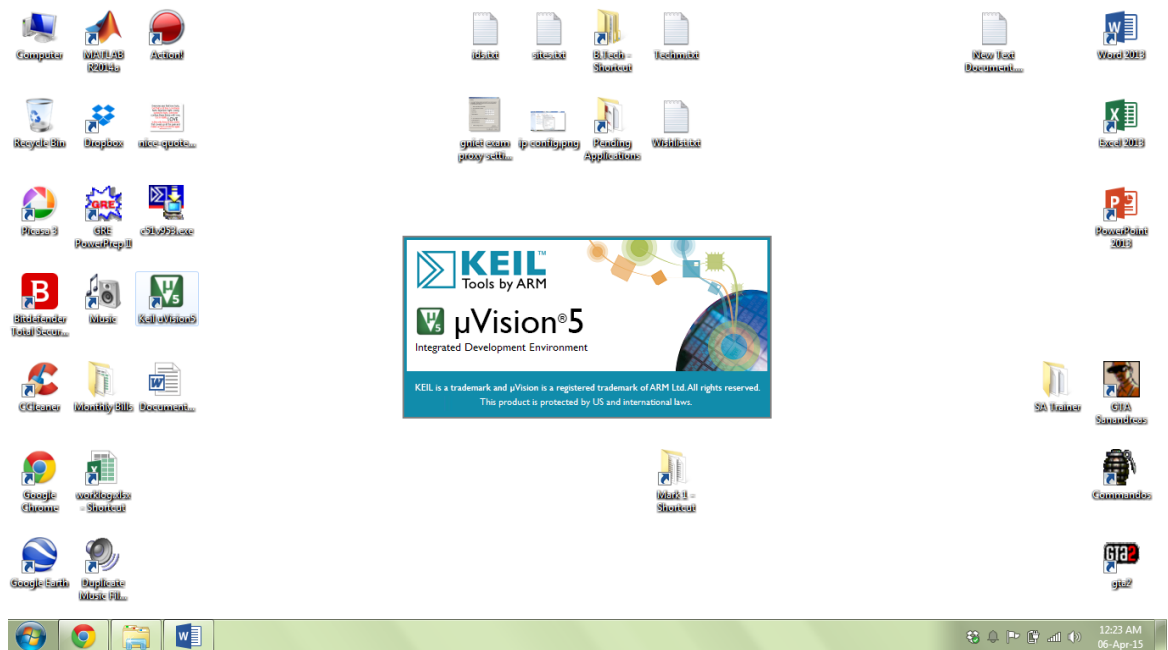 Computer
MATLAB
R2014a
Action!
ids.txt
sites.txt
B.Tech -
Shortcut
Techm.txt
New Text
Document....
Word 2013
Recycle Bin
Dropbox
nice-quote...
gniet exam
proxy setti...
ip config.png
Pending
Applications
Wishlist.txt
Excel 2013
Picasa 3
GRE
GRE
PowerPrep II
c51v953.exe
PowerPoint
2013
KEIL™
Tools by ARM
µVision®5
Integrated Development Environment
KEIL is a trademark and µVision is a registered trademark of ARM Ltd. All rights reserved.
This product is protected by US and international laws.
Bitdefender
Total Secur...
Music
Keil uVision5
CCleaner
Monthly Bills
Document...
SA Trainer
GTA
Sanandreas
Google
Chrome
worklog.xlsx
- Shortcut
Mark 1 -
Shortcut
Commandos
Google Earth
Duplicate
Music Fil...
GTA2
gta2
12:23 AM
06-Apr-15